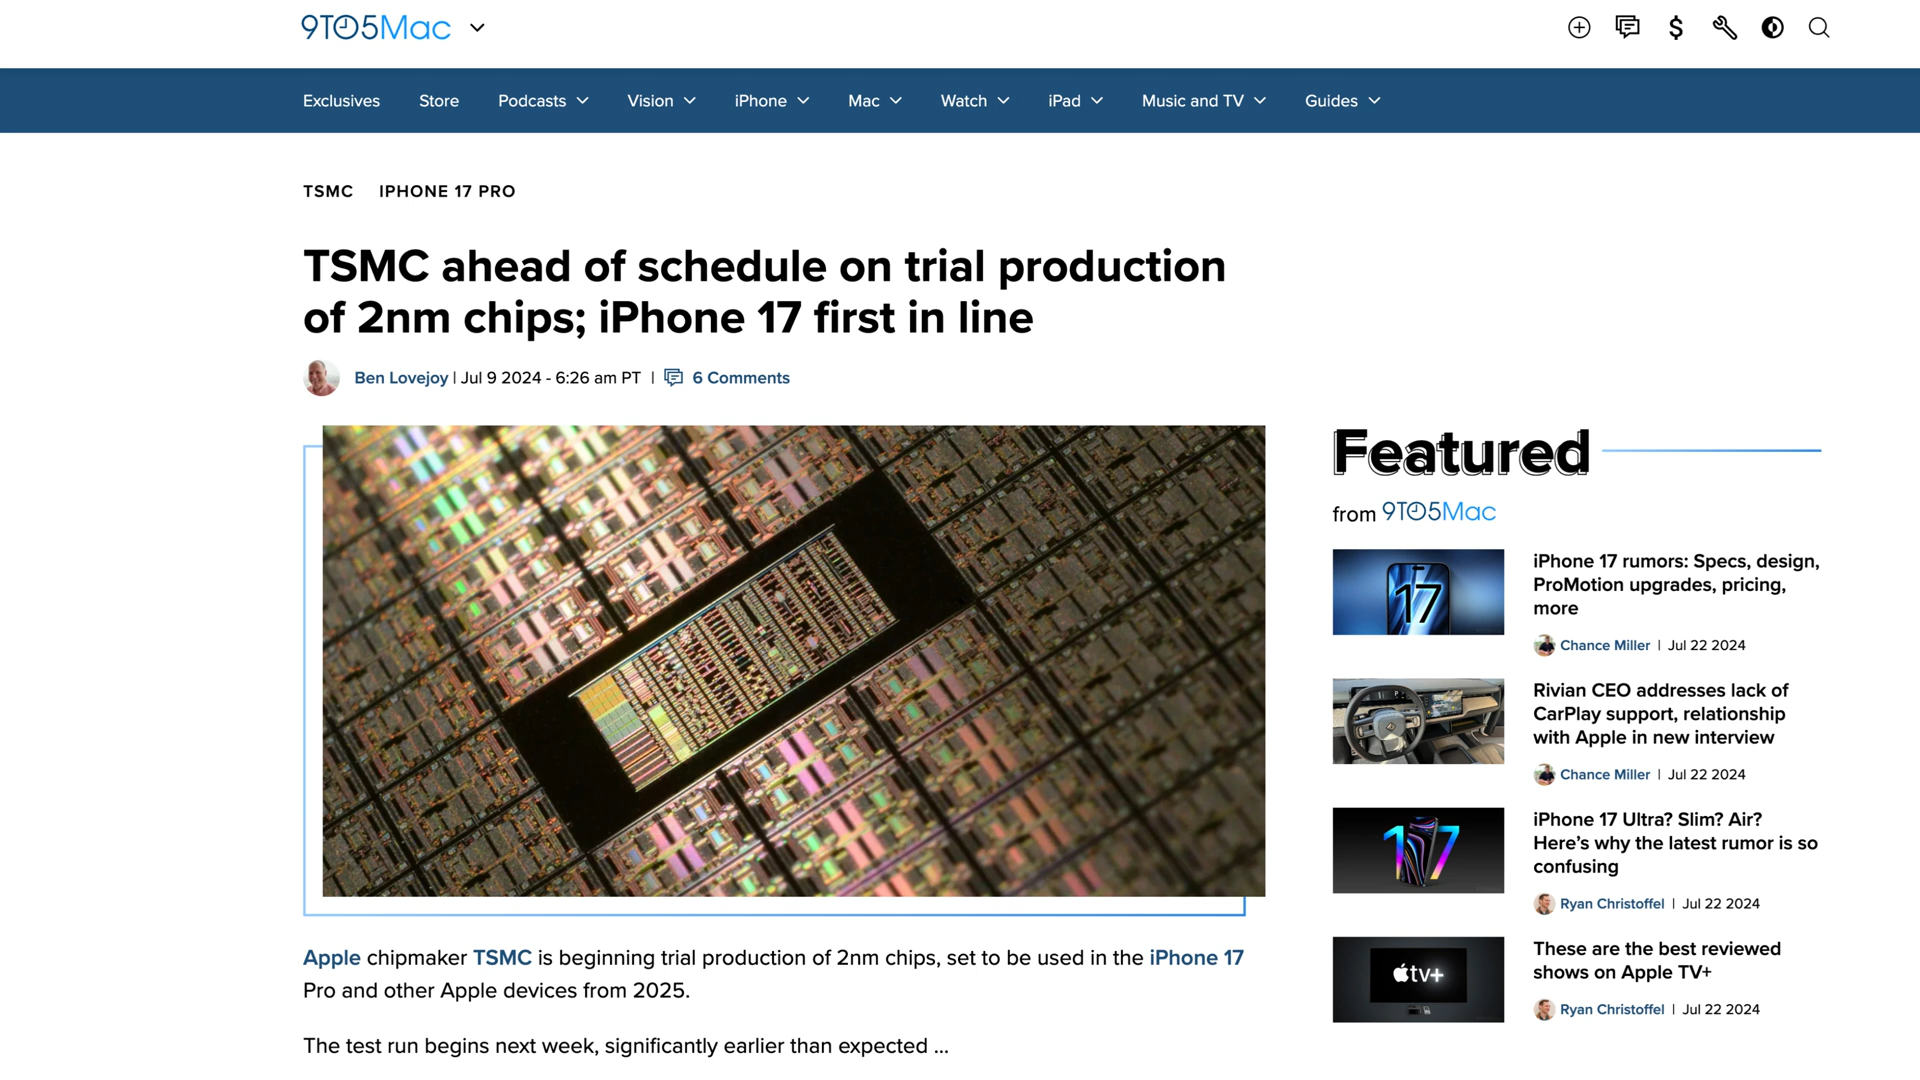 9TO5Mac
Exclusives Store Podcasts Vision iPhone Mac Watch iPad Music and TV Guides
TSMC IPHONE 17 PRO
TSMC ahead of schedule on trial production
of 2nm chips; iPhone 17 first in line
Ben Lovejoy | Jul 9 2024 - 6:26 am PT | 6 Comments
Apple chipmaker TSMC is beginning trial production of 2nm chips, set to be used in the iPhone 17
Pro and other Apple devices from 2025.
The test run begins next week, significantly earlier than expected ...
Featured
from 9TO5Mac
17
iPhone 17 rumors: Specs, design,
ProMotion upgrades, pricing,
more
Chance Miller | Jul 22 2024
Rivian CEO addresses lack of
CarPlay support, relationship
with Apple in new interview
Chance Miller | Jul 22 2024
17
iPhone 17 Ultra? Slim? Air?
Here’s why the latest rumor is so
confusing
Ryan Christoffel | Jul 22 2024
tv+
These are the best reviewed
shows on Apple TV+
Ryan Christoffel | Jul 22 2024